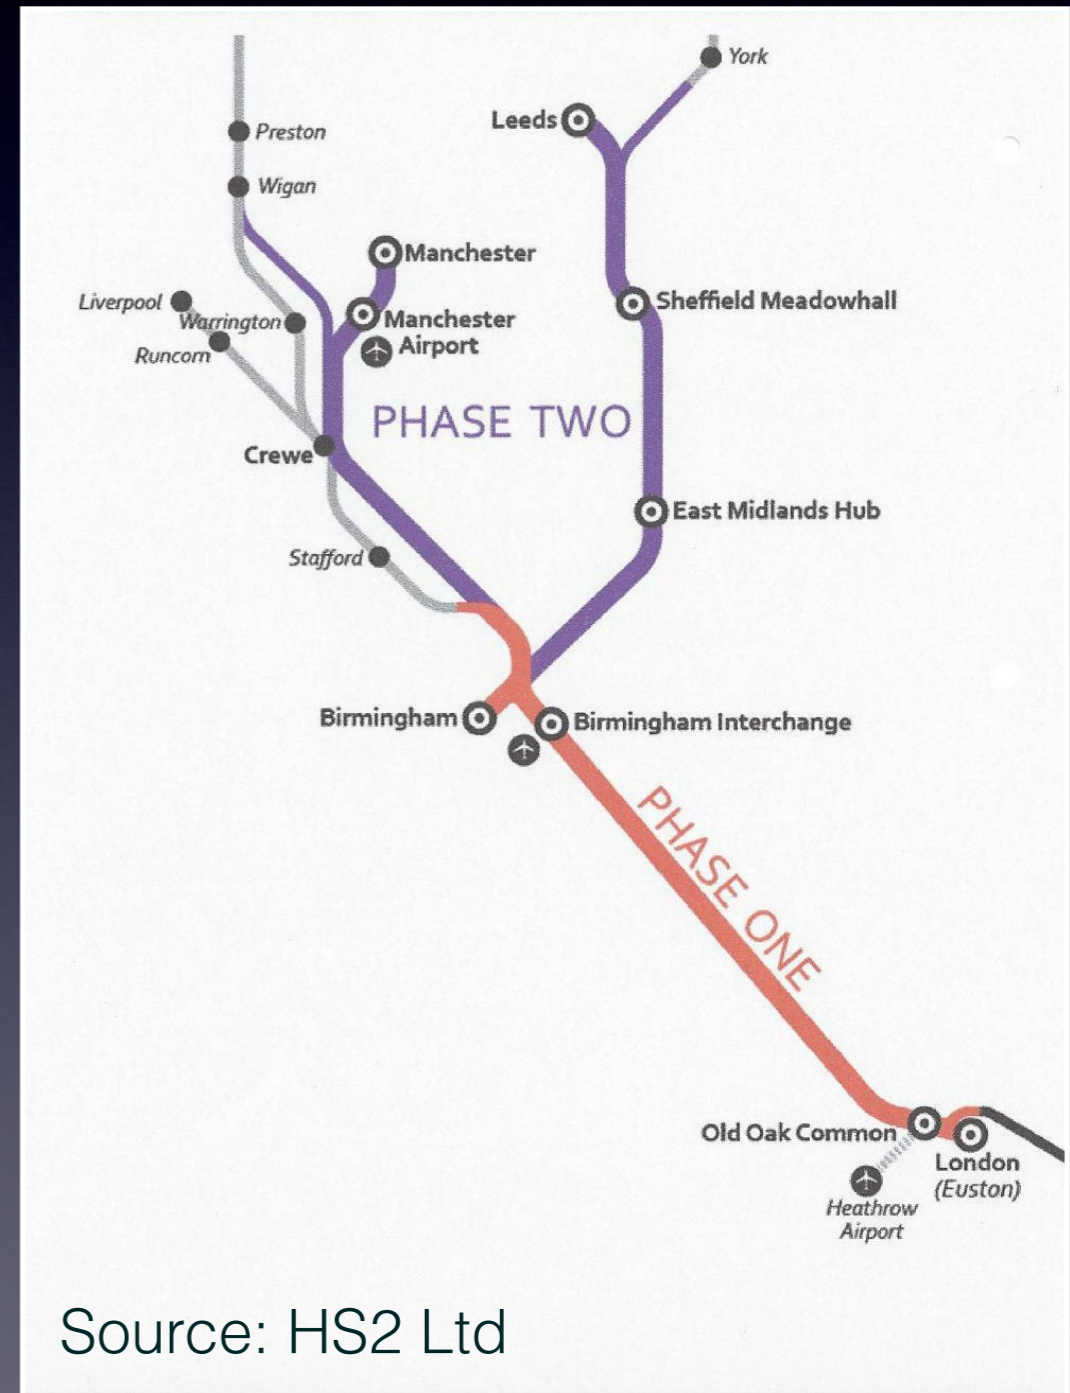 York
Leeds
Preston
Wigan
Manchester
Liverpool
Warrington
Manchester
Airport
Sheffield Meadowhall
Runcorn
PHASE TWO
Crewe
East Midlands Hub
Stafford
Birmingham
Birmingham Interchange
PHASE ONE
Old Oak Common
London
(Euston)
Heathrow
Airport
Source: HS2 Ltd